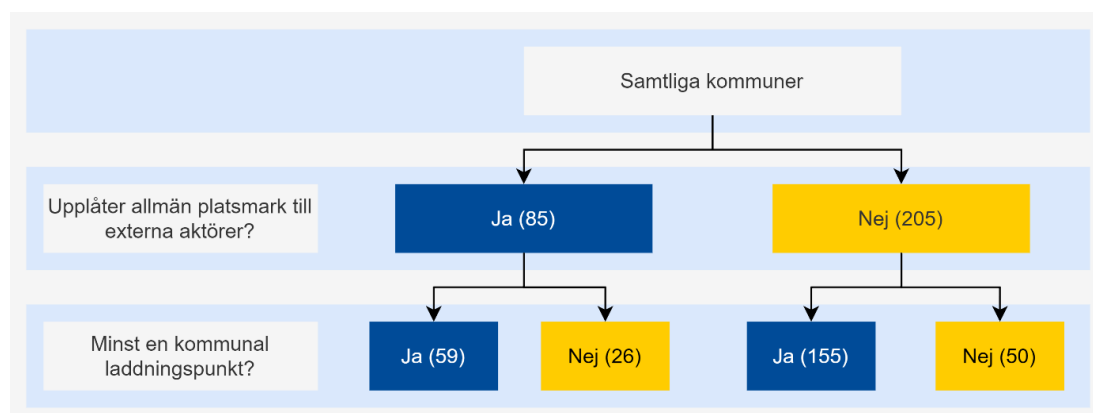 Samtliga kommuner
Upplåter allmän platsmark till
externa aktörer?
Ja (85)
Nej (205)
Minst en kommunal
laddningspunkt?
Ja (59)
Nej (26)
Ja (155)
Nej (50)